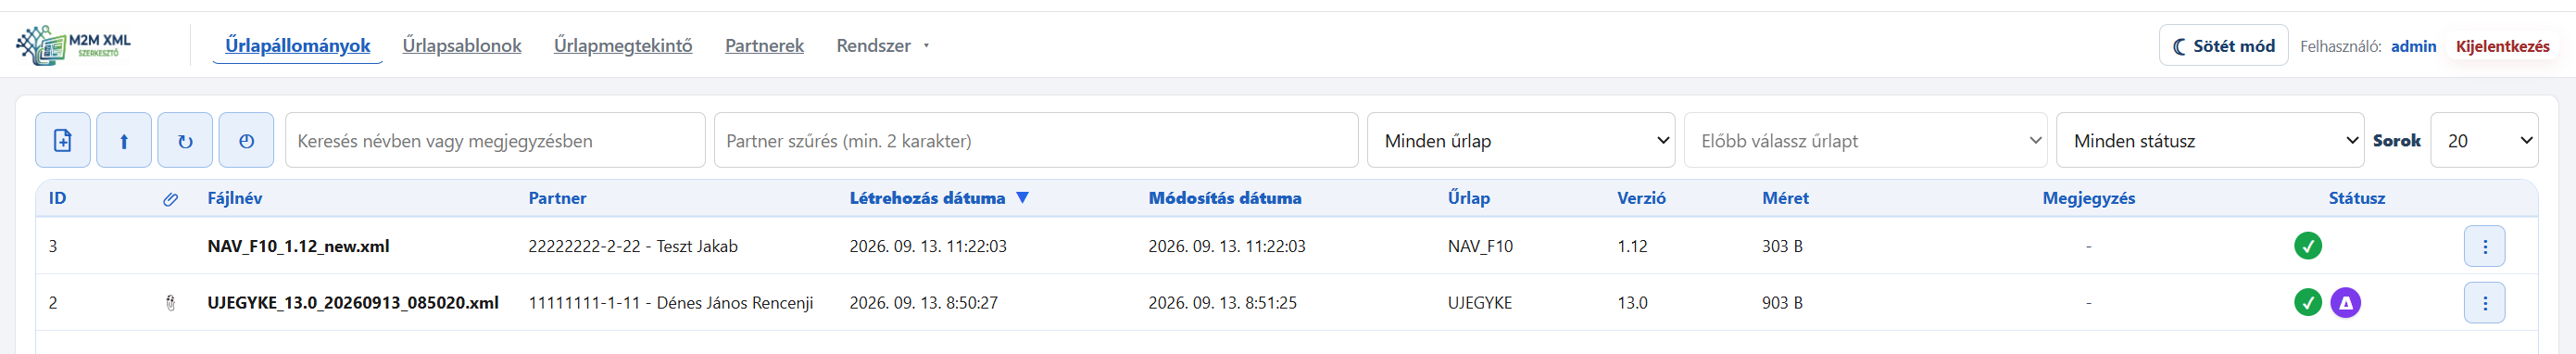 M2M XML
SZERKESZTŐ
Űrlapállományok Űrlapsablonok Űrlapmegtekintő Partnerek Rendszer
Sötét mód Felhasználó: admin Kijelentkezés
Keresés névben vagy megjegyzésben Partner szűrés (min. 2 karakter) Minden űrlap Előbb válassz űrlapt Minden státusz Sorok 20
ID Fájlnév Partner Létrehozás dátuma ▼ Módosítás dátuma Űrlap Verzió Méret Megjegyzés Státusz
3 NAV_F10_1.12_new.xml 22222222-2-22 - Teszt Jakab 2026. 09. 13. 11:22:03 2026. 09. 13. 11:22:03 NAV_F10 1.12 303 B -
2 UJEGYKE_13.0_20260913_085020.xml 11111111-1-11 - Dénes János Rencenji 2026. 09. 13. 8:50:27 2026. 09. 13. 8:51:25 UJEGYKE 13.0 903 B -